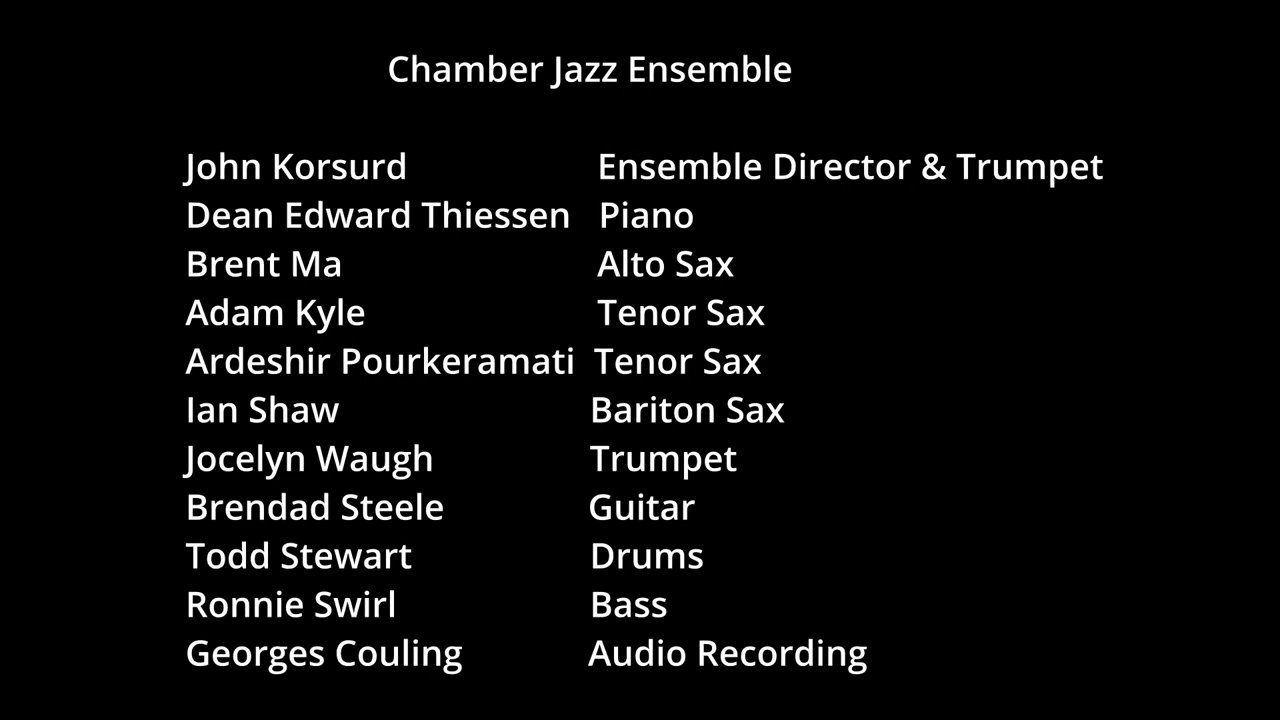 Chamber Jazz Ensemble
John Korsurd Ensemble Director & Trumpet
Dean Edward Thiessen Piano
Brent Ma Alto Sax
Adam Kyle Tenor Sax
Ardeshir Pourkeramati Tenor Sax
Ian Shaw Bariton Sax
Jocelyn Waugh Trumpet
Brendad Steele Guitar
Todd Stewart Drums
Ronnie Swirl Bass
Georges Couling Audio Recording